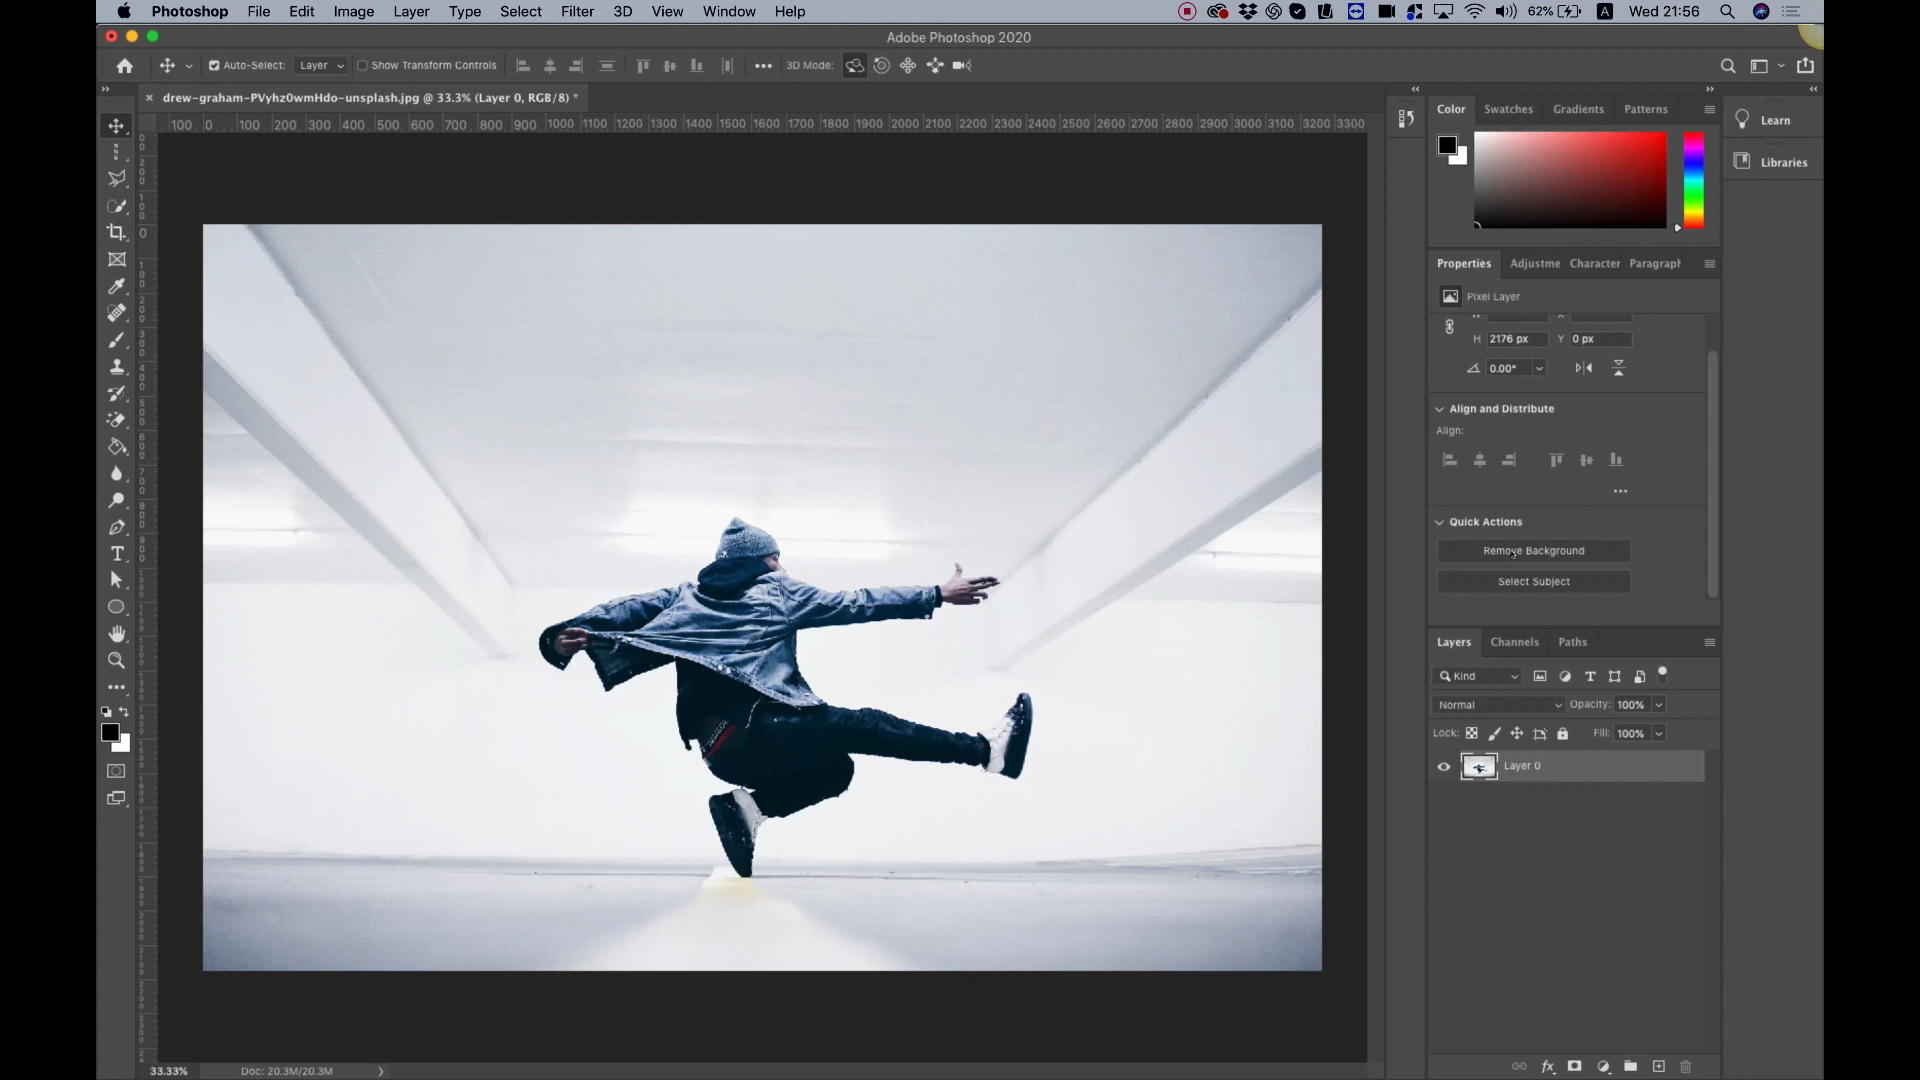 Photoshop File Edit Image Layer Type Select Filter 3D View Window Help 62% A Wed 21:56
Adobe Photoshop 2020
Auto-Select: Layer Show Transform Controls 3D Mode:
drew-graham-PVyhz0wmHdo-unsplash.jpg @ 33.3% (Layer 0, RGB/8) *
100 0 100 200 300 400 500 600 700 800 900 1000 1100 1200 1300 1400 1500 1600 1700 1800 1900 2000 2100 2200 2300 2400 2500 2600 2700 2800 2900 3000 3100 3200 3300
Color Swatches Gradients Patterns
Learn
Libraries
Properties Adjustme Character Paragraph
Pixel Layer
H 2176 px Y 0 px
0.00°
Align and Distribute
Align:
Quick Actions
Remove Background
Select Subject
Layers Channels Paths
Kind
Normal Opacity: 100%
Lock: Fill: 100%
Layer 0
33.33% Doc: 20.3M/20.3M